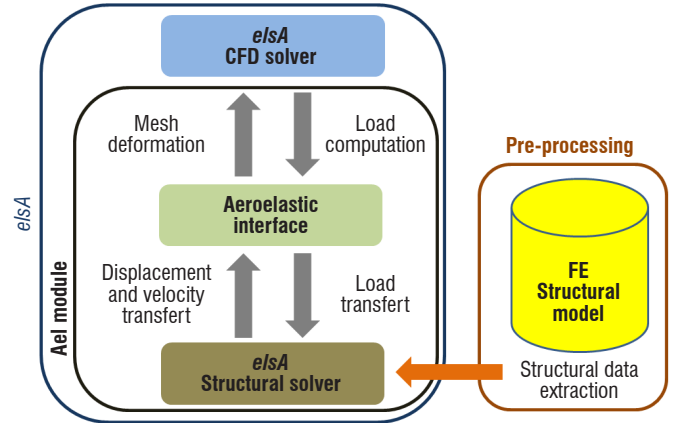 elsA
CFD solver
Mesh
deformation
Load
computation
Pre-processing
elsA
Ael module
Aeroelastic
interface
Displacement
and velocity
transfert
Load
transfert
FE
Structural
model
elsA
Structural solver
Structural data
extraction